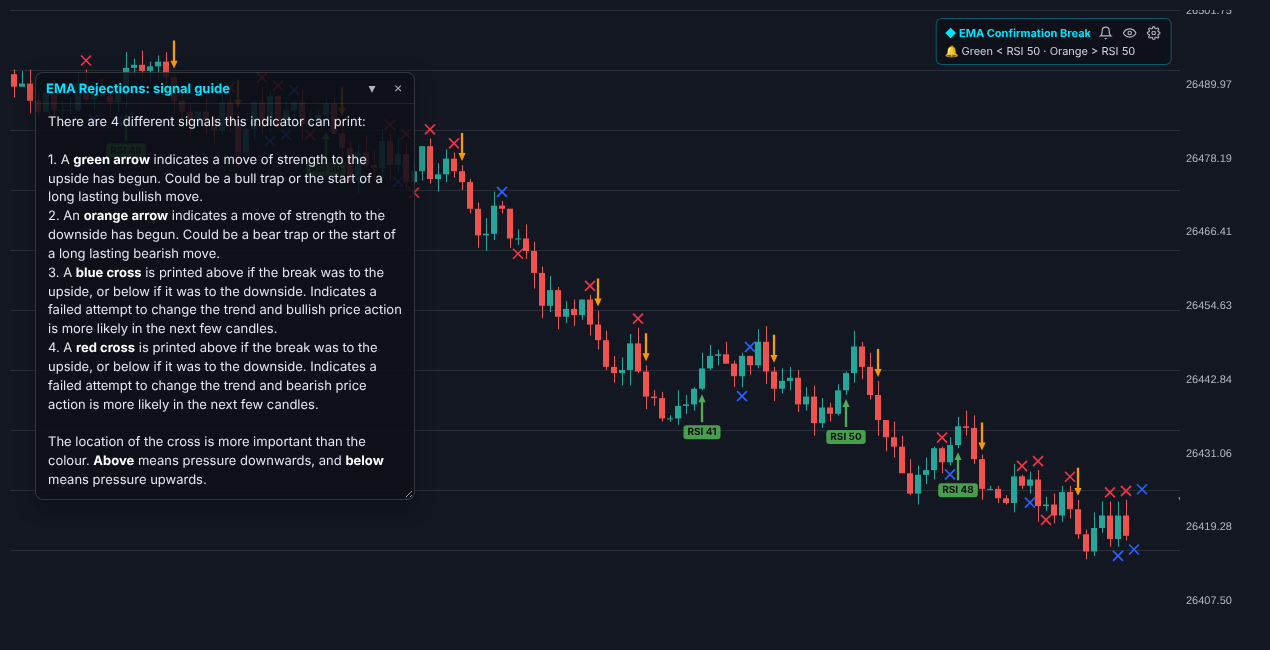 26501.75
◆ EMA Confirmation Break
🔔 Green < RSI 50 · Orange > RSI 50
26489.97
EMA Rejections: signal guide
There are 4 different signals this indicator can print:
1. A green arrow indicates a move of strength to the
upside has begun. Could be a bull trap or the start of a
long lasting bullish move.
2. An orange arrow indicates a move of strength to the
downside has begun. Could be a bear trap or the start of
a long lasting bearish move.
3. A blue cross is printed above if the break was to the
upside, or below if it was to the downside. Indicates a
failed attempt to change the trend and bullish price action
is more likely in the next few candles.
4. A red cross is printed above if the break was to the
upside, or below if it was to the downside. Indicates a
failed attempt to change the trend and bearish price
action is more likely in the next few candles.
The location of the cross is more important than the
colour. Above means pressure downwards, and below
means pressure upwards.
26478.19
26466.41
26454.63
26442.84
RSI 41
RSI 50
26431.06
RSI 48
26419.28
26407.50